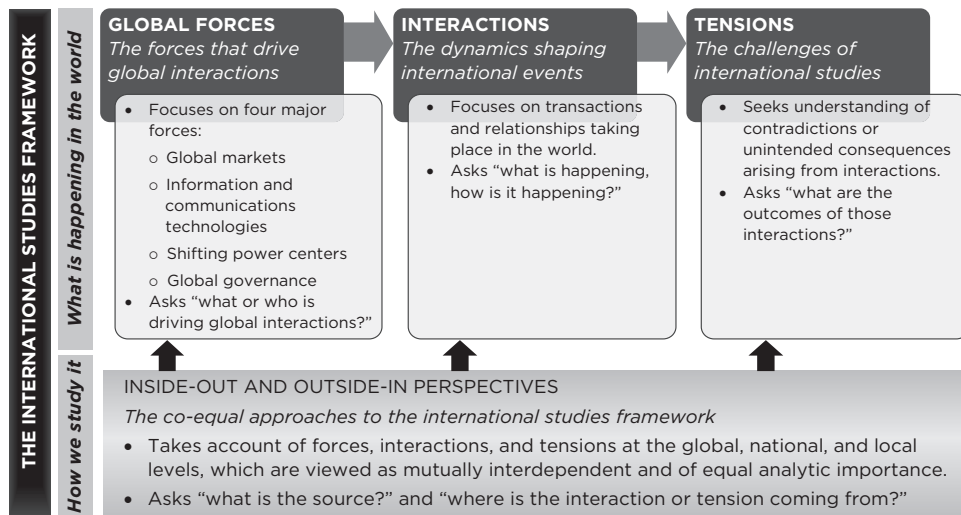 THE INTERNATIONAL STUDIES FRAMEWORK
What is happening in the world
GLOBAL FORCES
The forces that drive
global interactions
• Focuses on four major
forces:
o Global markets
o Information and
communications
technologies
o Shifting power centers
o Global governance
• Asks “what or who is
driving global interactions?”
INTERACTIONS
The dynamics shaping
international events
• Focuses on transactions
and relationships taking
place in the world.
• Asks “what is happening,
how is it happening?”
TENSIONS
The challenges of
international studies
• Seeks understanding of
contradictions or
unintended consequences
arising from interactions.
• Asks “what are the
outcomes of those
interactions?”
How we study it
INSIDE-OUT AND OUTSIDE-IN PERSPECTIVES
The co-equal approaches to the international studies framework
• Takes account of forces, interactions, and tensions at the global, national, and local
levels, which are viewed as mutually interdependent and of equal analytic importance.
• Asks “what is the source?” and “where is the interaction or tension coming from?”